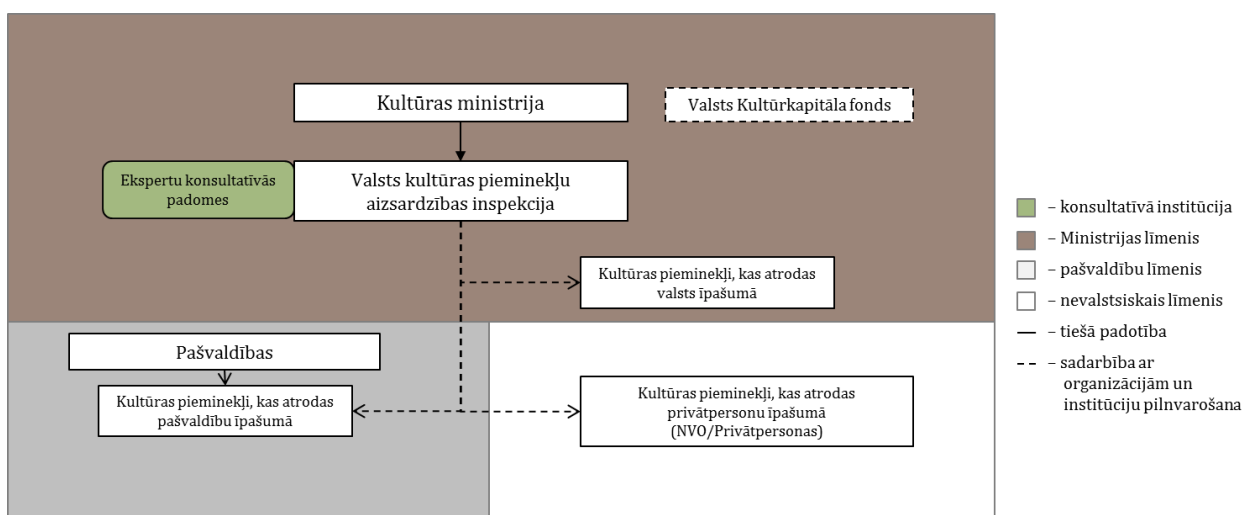 Kultūras ministrija
Valsts Kultūrkapitāla fonds
Ekspertu konsultatīvās
padomes
Valsts kultūras pieminekļu
aizsardzības inspekcija
Kultūras pieminekļi, kas atrodas
valsts īpašumā
Pašvaldības
Kultūras pieminekļi, kas atrodas
pašvaldību īpašumā
Kultūras pieminekļi, kas atrodas
privātpersonu īpašumā
(NVO/Privātpersonas)
– konsultatīvā institūcija
– Ministrijas līmenis
– pašvaldību līmenis
– nevalstsiskais līmenis
– tiešā padotība
– sadarbība ar
organizācijām un
institūciju pilnvarošana